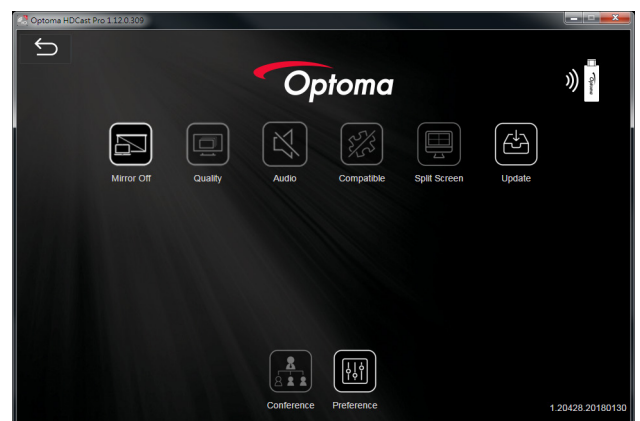 Optoma HDCast Pro 1.12.0.309
Optoma
Optoma
Mirror Off
Quality
Audio
Compatible
Split Screen
Update
Conference
Preference
1.20428.20180130